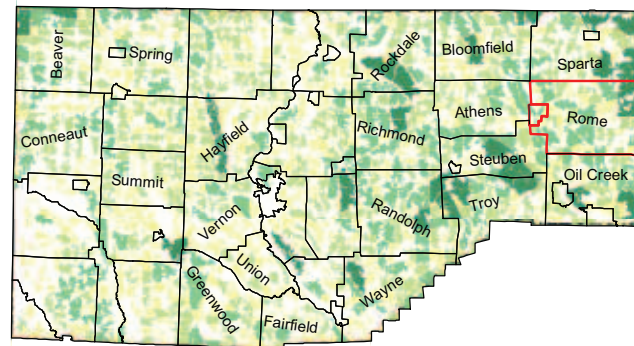 Beaver
Spring
Rockdale
Bloomfield
Sparta
Conneaut
Hayfield
Richmond
Athens
Rome
Summit
Steuben
Oil Creek
Vernon
Randolph
Troy
Union
Greenwood
Wayne
Fairfield